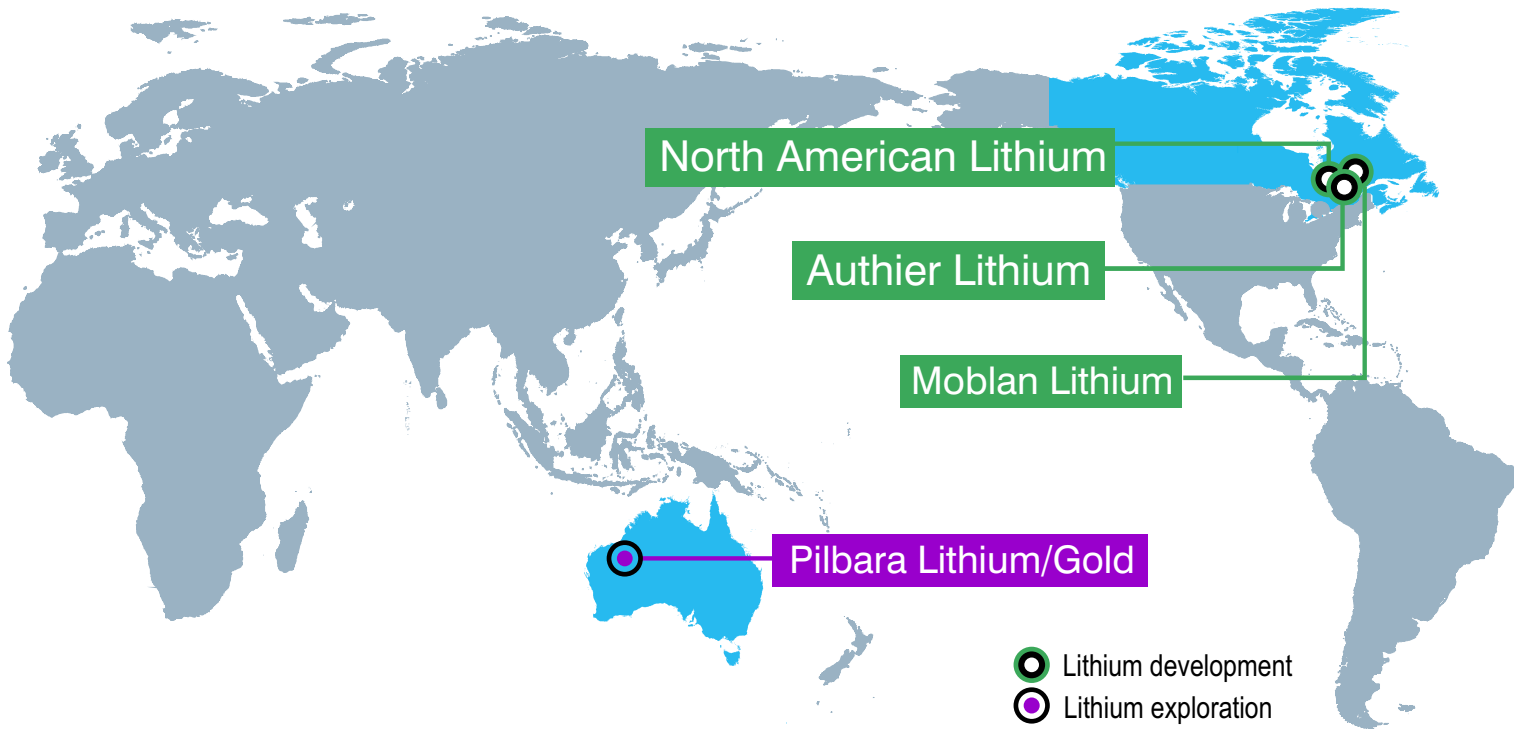 North American Lithium
Authier Lithium
Moblan Lithium
Pilbara Lithium/Gold
Lithium development
Lithium exploration